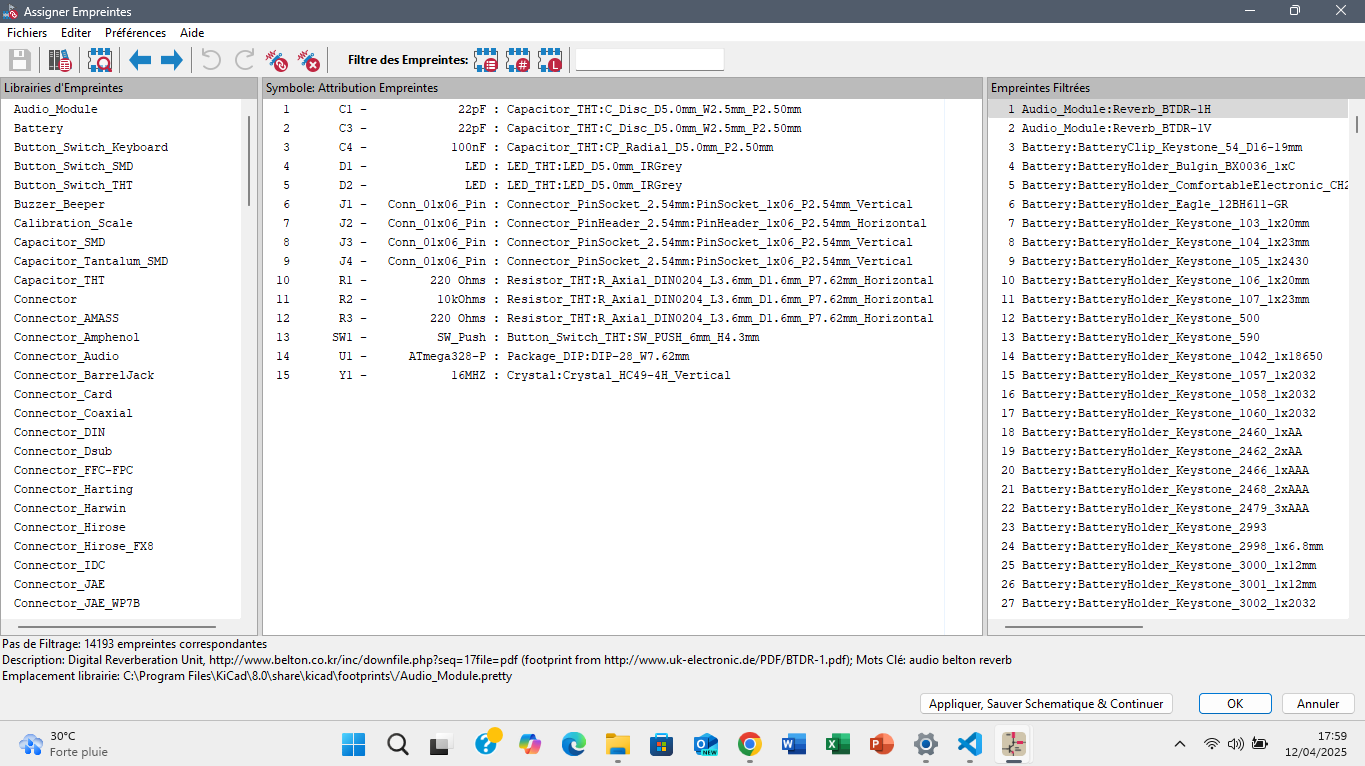 Assigner Empreintes
Fichiers Editer Préférences Aide
Filtre des Empreintes:
#
L
Librairies d'Empreintes
Audio_Module
Battery
Button_Switch_Keyboard
Button_Switch_SMD
Button_Switch_THT
Buzzer_Beeper
Calibration_Scale
Capacitor_SMD
Capacitor_Tantalum_SMD
Capacitor_THT
Connector
Connector_AMASS
Connector_Amphenol
Connector_Audio
Connector_BarrelJack
Connector_Card
Connector_Coaxial
Connector_DIN
Connector_Dsub
Connector_FFC-FPC
Connector_Harting
Connector_Harwin
Connector_Hirose
Connector_Hirose_FX8
Connector_IDC
Connector_JAE
Connector_JAE_WP7B
Symbole: Attribution Empreintes
1 C1 - 22pF : Capacitor_THT:C_Disc_D5.0mm_W2.5mm_P2.50mm
2 C3 - 22pF : Capacitor_THT:C_Disc_D5.0mm_W2.5mm_P2.50mm
3 C4 - 100nF : Capacitor_THT:CP_Radial_D5.0mm_P2.50mm
4 D1 - LED : LED_THT:LED_D5.0mm_IRGrey
5 D2 - LED : LED_THT:LED_D5.0mm_IRGrey
6 J1 - Conn_01x06_Pin : Connector_PinSocket_2.54mm:PinSocket_1x06_P2.54mm_Vertical
7 J2 - Conn_01x06_Pin : Connector_PinHeader_2.54mm:PinHeader_1x06_P2.54mm_Horizontal
8 J3 - Conn_01x06_Pin : Connector_PinSocket_2.54mm:PinSocket_1x06_P2.54mm_Vertical
9 J4 - Conn_01x06_Pin : Connector_PinSocket_2.54mm:PinSocket_1x06_P2.54mm_Vertical
10 R1 - 220 Ohms : Resistor_THT:R_Axial_DIN0204_L3.6mm_D1.6mm_P7.62mm_Horizontal
11 R2 - 10kOhms : Resistor_THT:R_Axial_DIN0204_L3.6mm_D1.6mm_P7.62mm_Horizontal
12 R3 - 220 Ohms : Resistor_THT:R_Axial_DIN0204_L3.6mm_D1.6mm_P7.62mm_Horizontal
13 SW1 - SW_Push : Button_Switch_THT:SW_PUSH_6mm_H4.3mm
14 U1 - ATmega328-P : Package_DIP:DIP-28_W7.62mm
15 Y1 - 16MHZ : Crystal:Crystal_HC49-4H_Vertical
Empreintes Filtrées
1 Audio_Module:Reverb_BTDR-1H
2 Audio_Module:Reverb_BTDR-1V
3 Battery:BatteryClip_Keystone_54_D16-19mm
4 Battery:BatteryHolder_Bulgin_BX0036_1xC
5 Battery:BatteryHolder_ComfortableElectronic_CH2
6 Battery:BatteryHolder_Eagle_12BH611-GR
7 Battery:BatteryHolder_Keystone_103_1x20mm
8 Battery:BatteryHolder_Keystone_104_1x23mm
9 Battery:BatteryHolder_Keystone_105_1x2430
10 Battery:BatteryHolder_Keystone_106_1x20mm
11 Battery:BatteryHolder_Keystone_107_1x23mm
12 Battery:BatteryHolder_Keystone_500
13 Battery:BatteryHolder_Keystone_590
14 Battery:BatteryHolder_Keystone_1042_1x18650
15 Battery:BatteryHolder_Keystone_1057_1x2032
16 Battery:BatteryHolder_Keystone_1058_1x2032
17 Battery:BatteryHolder_Keystone_1060_1x2032
18 Battery:BatteryHolder_Keystone_2460_1xAA
19 Battery:BatteryHolder_Keystone_2462_2xAA
20 Battery:BatteryHolder_Keystone_2466_1xAAA
21 Battery:BatteryHolder_Keystone_2468_2xAAA
22 Battery:BatteryHolder_Keystone_2479_3xAAA
23 Battery:BatteryHolder_Keystone_2993
24 Battery:BatteryHolder_Keystone_2998_1x6.8mm
25 Battery:BatteryHolder_Keystone_3000_1x12mm
26 Battery:BatteryHolder_Keystone_3001_1x12mm
27 Battery:BatteryHolder_Keystone_3002_1x2032
Pas de Filtrage: 14193 empreintes correspondantes
Description: Digital Reverberation Unit, http://www.belton.co.kr/inc/downfile.php?seq=17file=pdf (footprint from http://www.uk-electronic.de/PDF/BTDR-1.pdf); Mots Clé: audio belton reverb
Emplacement librairie: C:\Program Files\KiCad\8.0\share\kicad\footprints\/Audio_Module.pretty
Appliquer, Sauver Schematique & Continuer OK Annuler
30°C
Forte pluie
NEW
17:59
12/04/2025